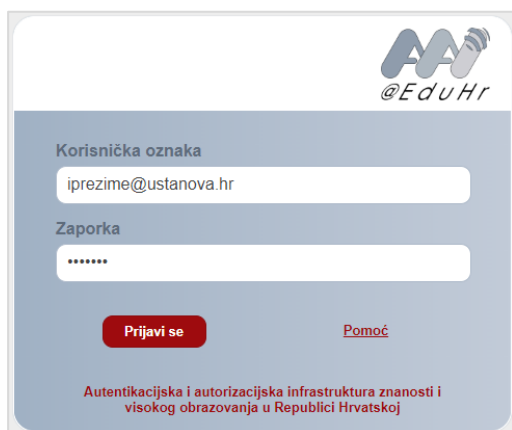 AAI
@EduHr
Korisnička oznaka
iprezime@ustanova.hr
Zaporka
•••••••
Prijavi se
Pomoć
Autentikacijska i autorizacijska infrastruktura znanosti i
visokog obrazovanja u Republici Hrvatskoj